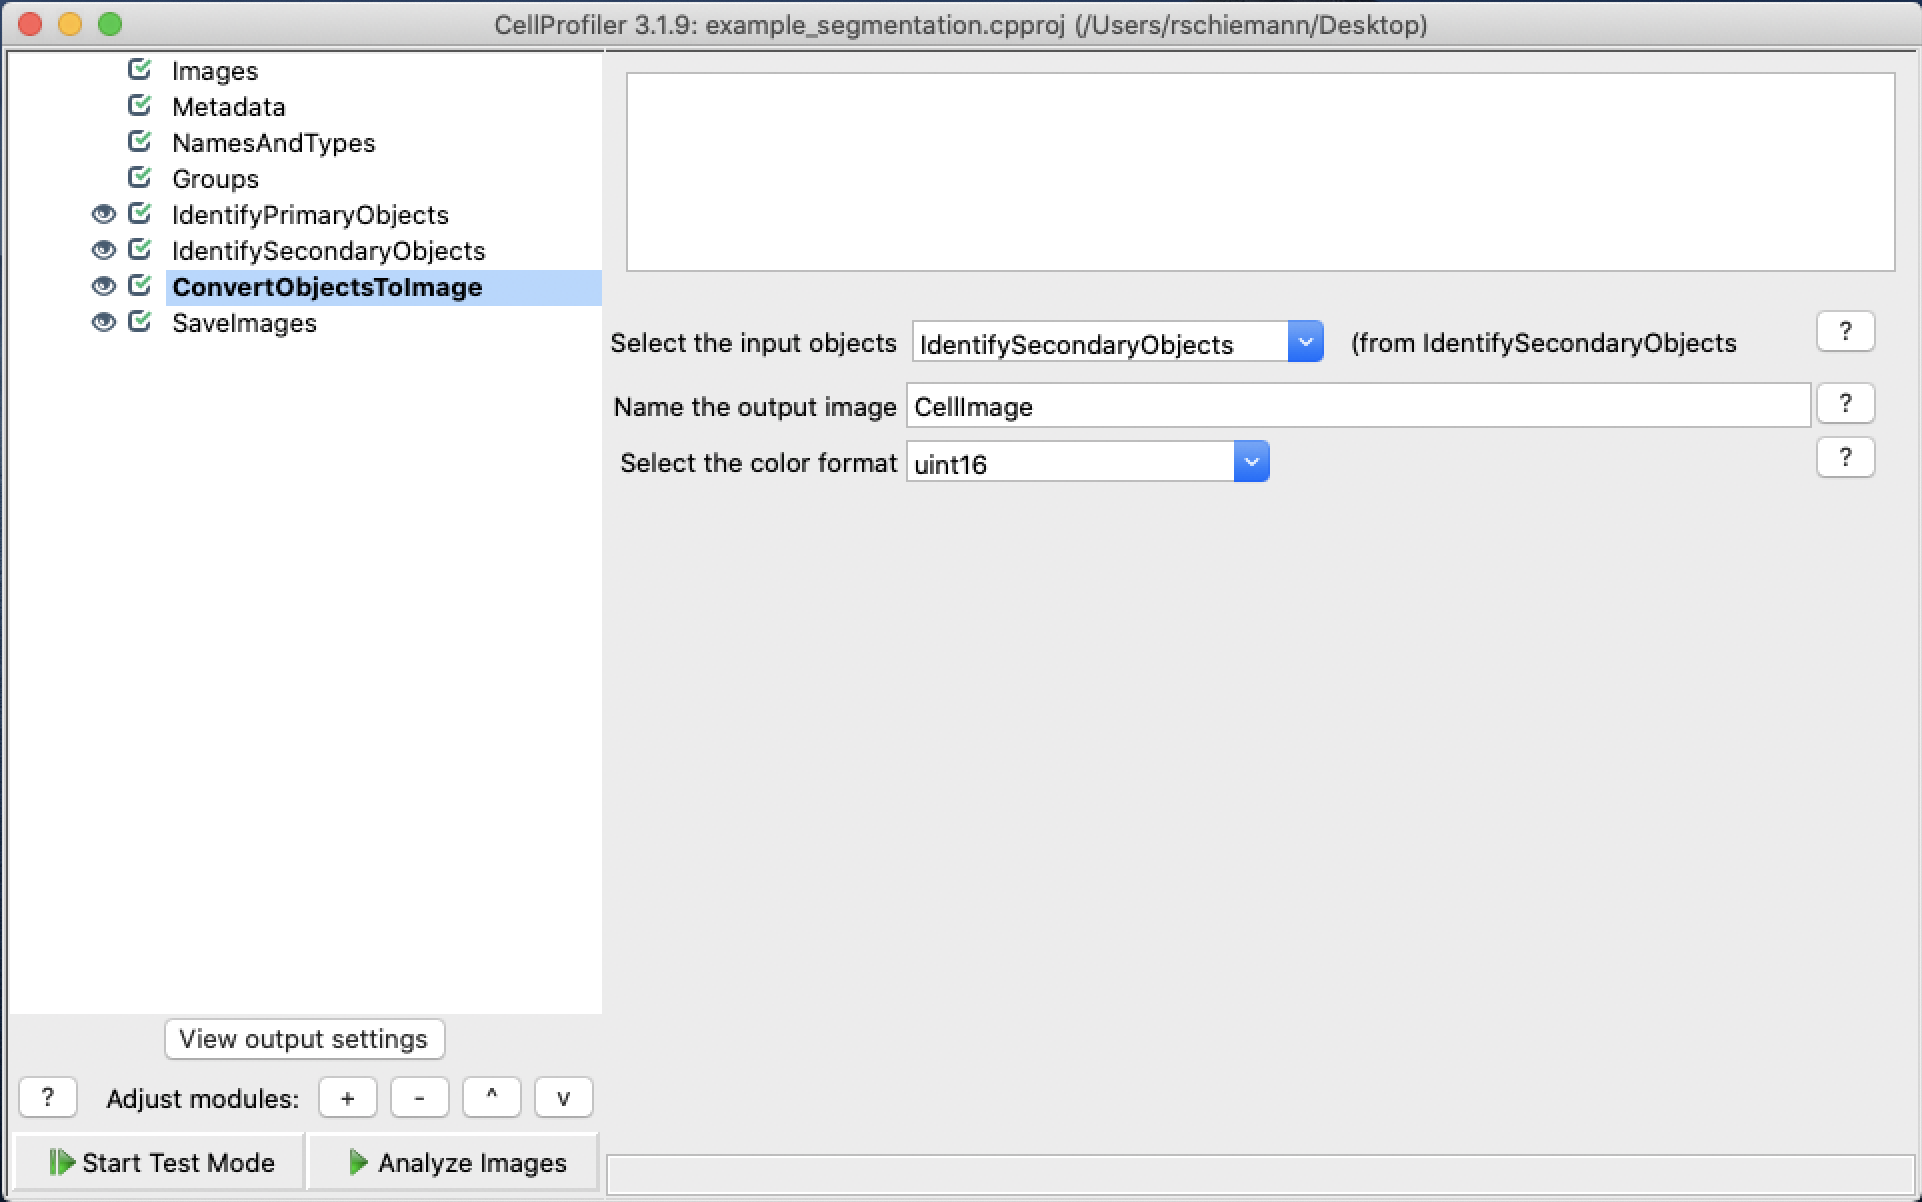 CellProfiler 3.1.9: example_segmentation.cpproj (/Users/rschiemann/Desktop)
Images
Metadata
NamesAndTypes
Groups
IdentifyPrimaryObjects
IdentifySecondaryObjects
ConvertObjectsToImage
SaveImages
Select the input objects IdentifySecondaryObjects (from IdentifySecondaryObjects ?
Name the output image CellImage ?
Select the color format uint16 ?
View output settings
? Adjust modules: + - ^ v
Start Test Mode Analyze Images